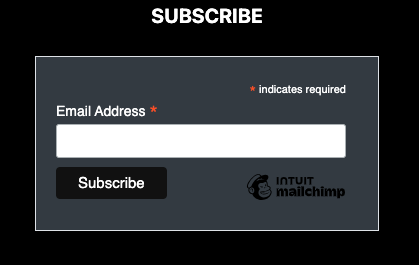 SUBSCRIBE
* indicates required
Email Address *
Subscribe
INTUIT
mailchimp